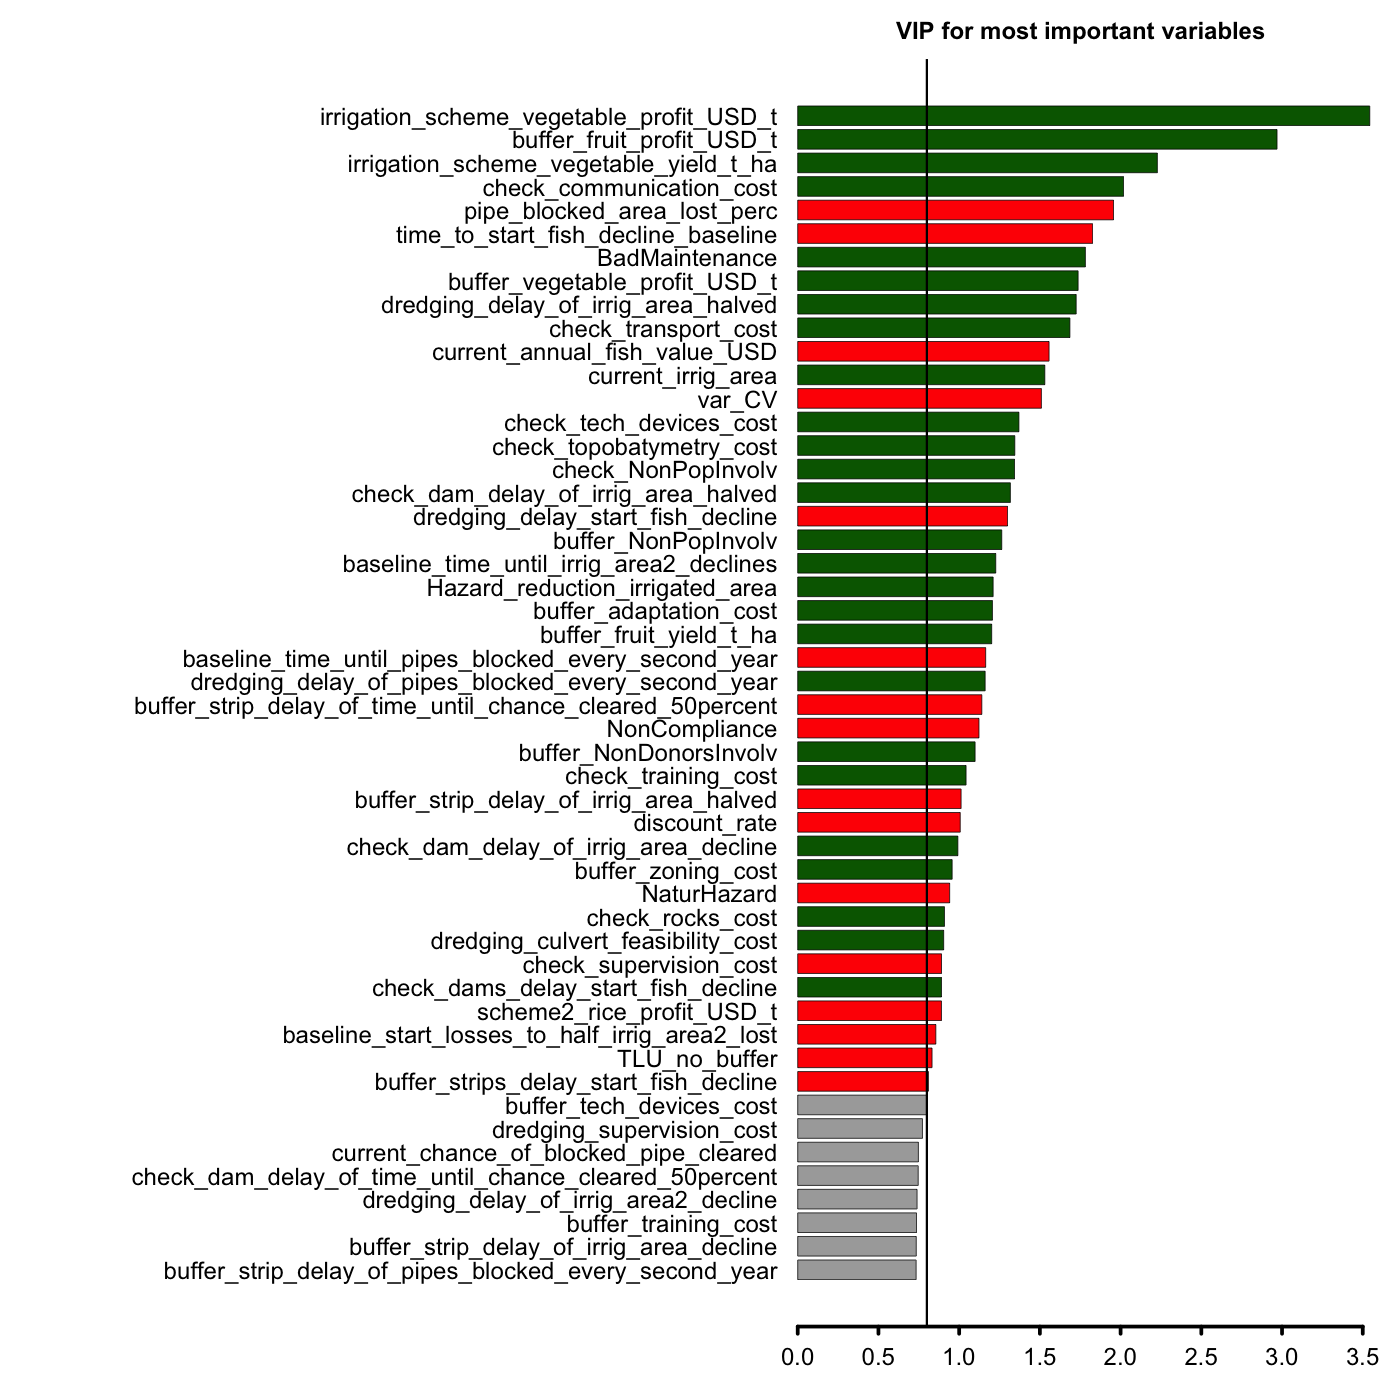 VIP for most important variables
irrigation_scheme_vegetable_profit_USD_t
buffer_fruit_profit_USD_t
irrigation_scheme_vegetable_yield_t_ha
check_communication_cost
pipe_blocked_area_lost_perc
time_to_start_fish_decline_baseline
BadMaintenance
buffer_vegetable_profit_USD_t
dredging_delay_of_irrig_area_halved
check_transport_cost
current_annual_fish_value_USD
current_irrig_area
var_CV
check_tech_devices_cost
check_topobatymetry_cost
check_NonPopInvolv
check_dam_delay_of_irrig_area_halved
dredging_delay_start_fish_decline
buffer_NonPopInvolv
baseline_time_until_irrig_area2_declines
Hazard_reduction_irrigated_area
buffer_adaptation_cost
buffer_fruit_yield_t_ha
baseline_time_until_pipes_blocked_every_second_year
dredging_delay_of_pipes_blocked_every_second_year
buffer_strip_delay_of_time_until_chance_cleared_50percent
NonCompliance
buffer_NonDonorsInvolv
check_training_cost
buffer_strip_delay_of_irrig_area_halved
discount_rate
check_dam_delay_of_irrig_area_decline
buffer_zoning_cost
NaturHazard
check_rocks_cost
dredging_culvert_feasibility_cost
check_supervision_cost
check_dams_delay_start_fish_decline
scheme2_rice_profit_USD_t
baseline_start_losses_to_half_irrig_area2_lost
TLU_no_buffer
buffer_strips_delay_start_fish_decline
buffer_tech_devices_cost
dredging_supervision_cost
current_chance_of_blocked_pipe_cleared
check_dam_delay_of_time_until_chance_cleared_50percent
dredging_delay_of_irrig_area2_decline
buffer_training_cost
buffer_strip_delay_of_irrig_area_decline
buffer_strip_delay_of_pipes_blocked_every_second_year
0.0 0.5 1.0 1.5 2.0 2.5 3.0 3.5